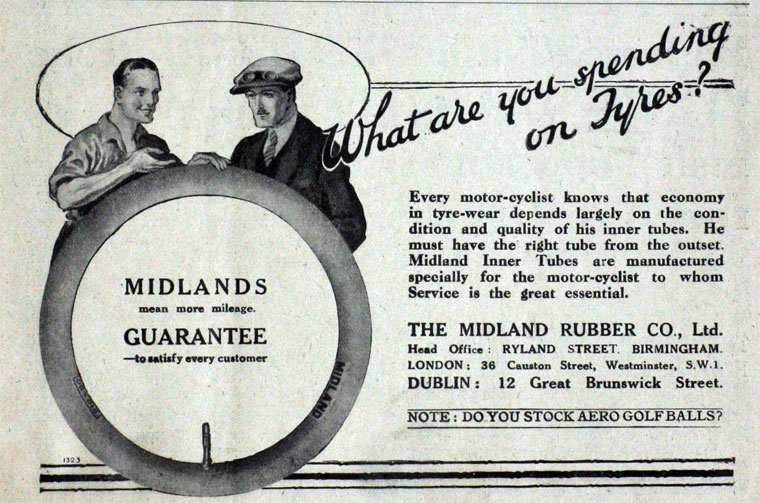 What are you spending
on Tyres?
Every motor-cyclist knows that economy
in tyre-wear depends largely on the con-
dition and quality of his inner tubes. He
must have the right tube from the outset.
Midland Inner Tubes are manufactured
specially for the motor-cyclist to whom
Service is the great essential.
MIDLANDS
mean more mileage.
GUARANTEE
—to satisfy every customer
MIDLAND
THE MIDLAND RUBBER CO., Ltd.
Head Office : RYLAND STREET. BIRMINGHAM.
LONDON : 36 Causton Street, Westminster, S.W.1.
DUBLIN : 12 Great Brunswick Street.
NOTE : DO YOU STOCK AERO GOLF BALLS?
1323